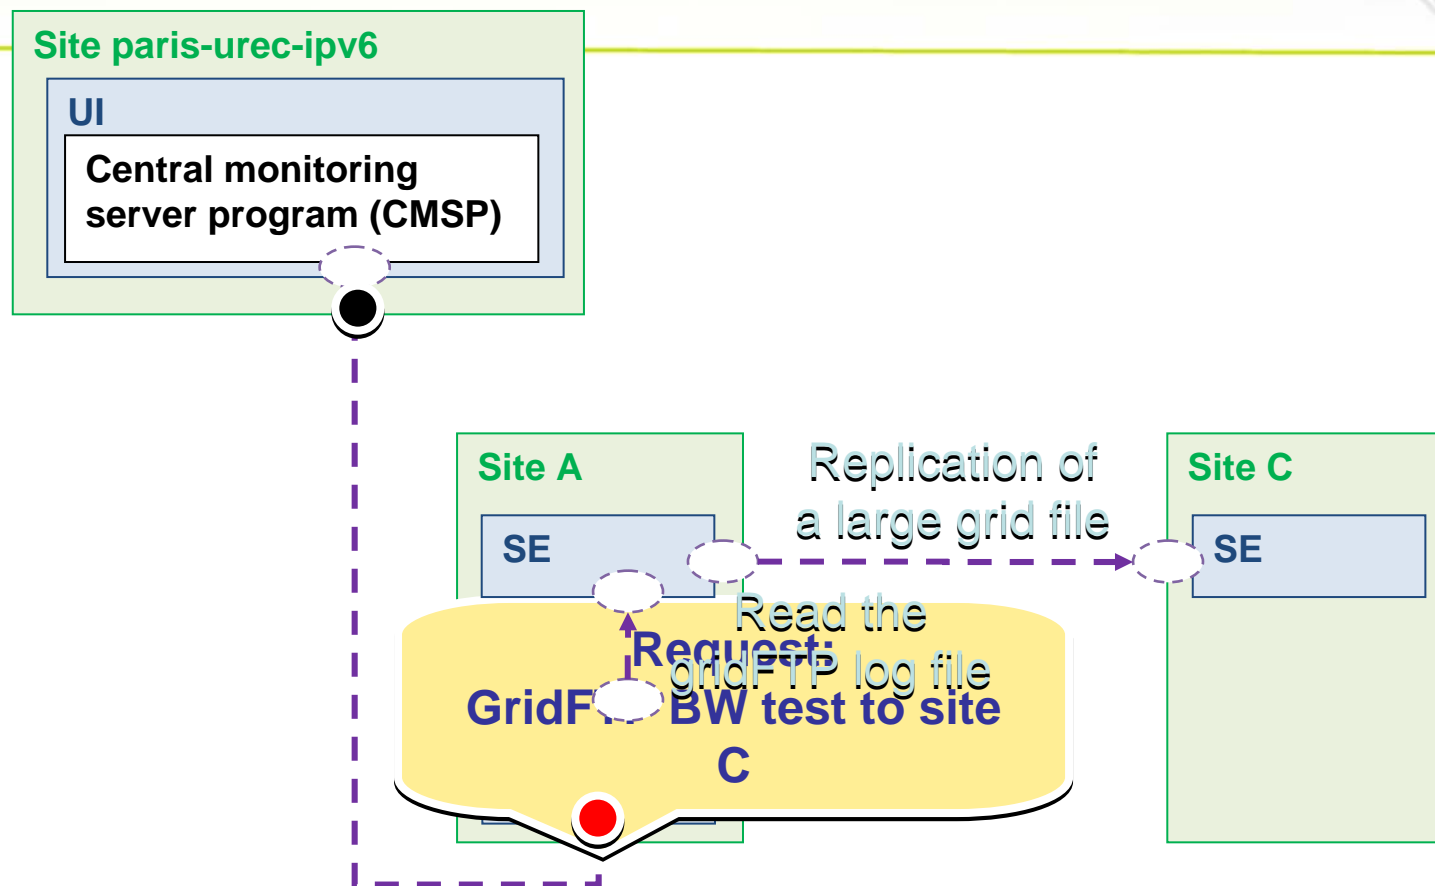 Site paris-urec-ipv6
UI
Central monitoring
server program (CMSP)
Site A
SE
Replication of
a large grid file
Site C
SE
Read the
gridFTP log file
Request:
BW test to site
C